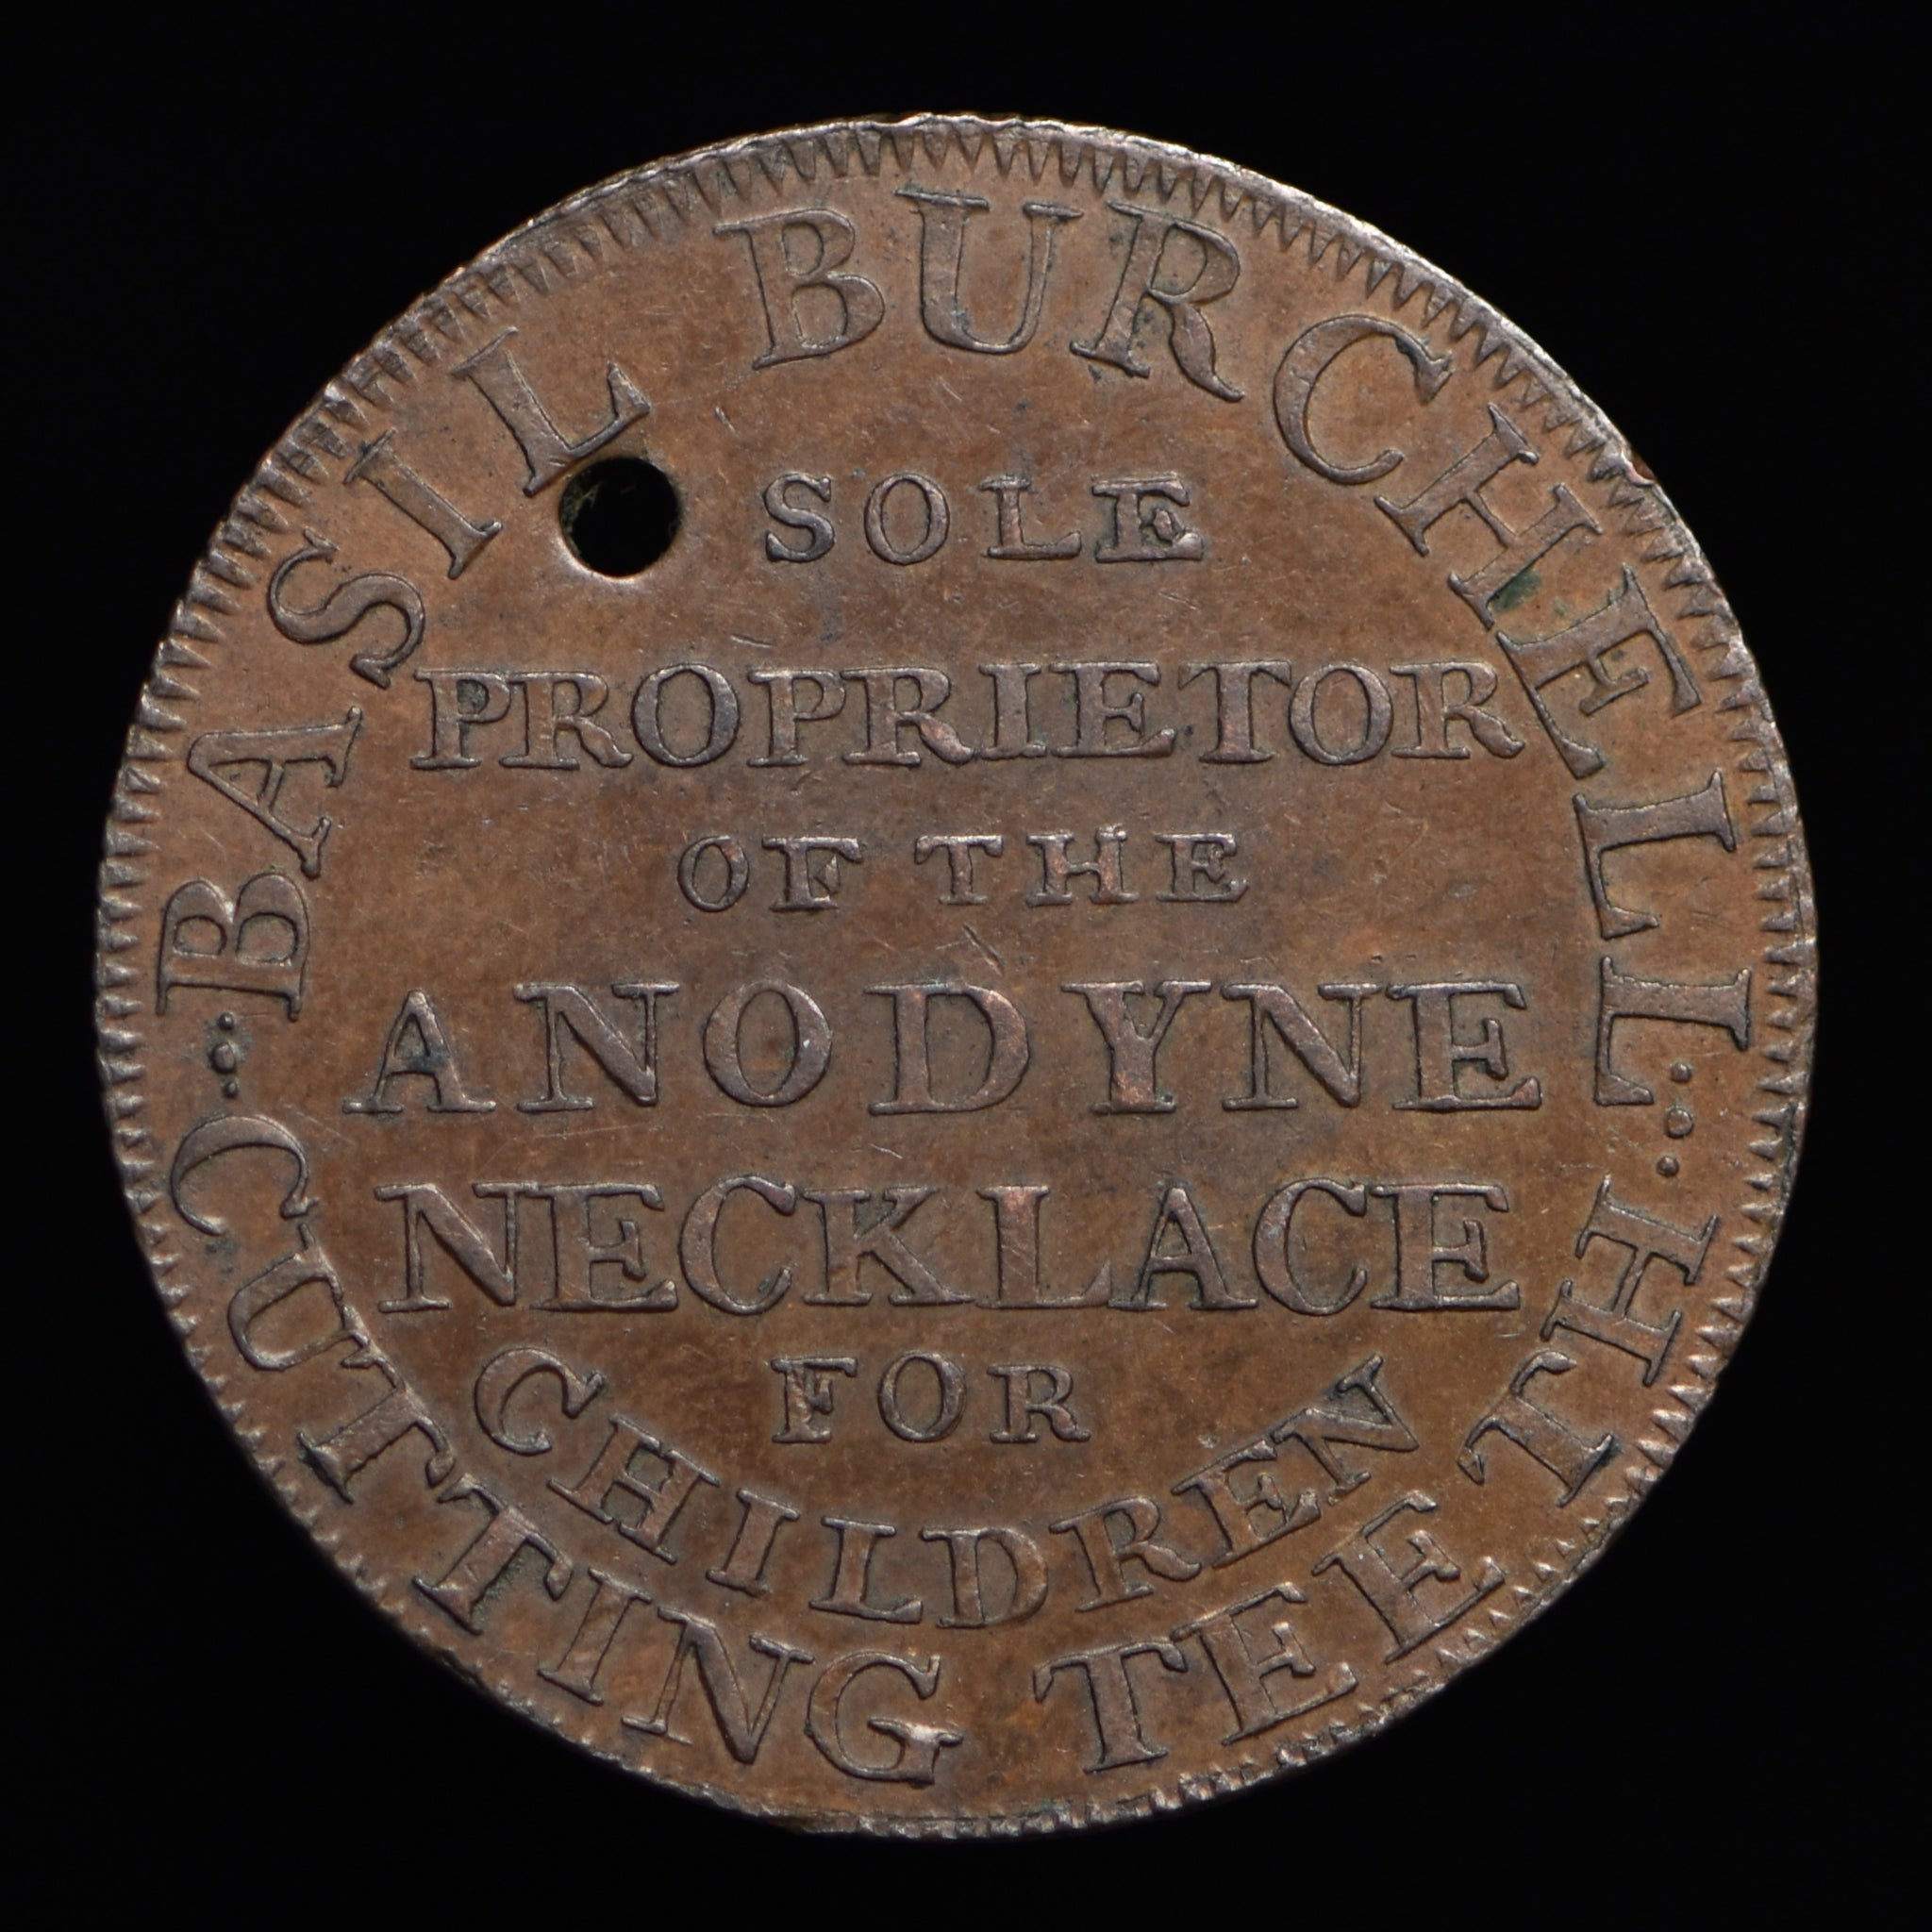 BASIL BURCHELL
SOLE
PROPRIETOR
OF THE
ANODYNE
NECKLACE
FOR
CHILDREN
CUTTING TEETH